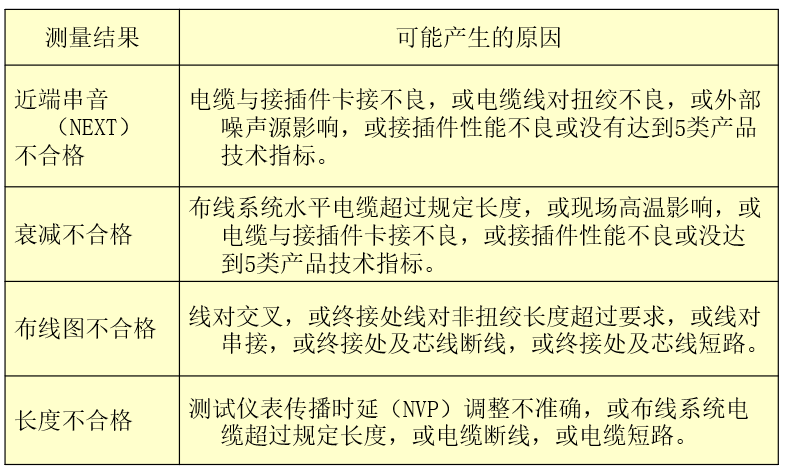 测量结果
可能产生的原因
近端串音
（NEXT）
不合格
电缆与接插件卡接不良，或电缆线对扭绞不良，或外部
噪声源影响，或接插件性能不良或没有达到5类产品
技术指标。
衰减不合格
布线系统水平电缆超过规定长度，或现场高温影响，或
电缆与接插件卡接不良，或接插件性能不良或没达
到5类产品技术指标。
布线图不合格
线对交叉，或终接处线对非扭绞长度超过要求，或线对
串接，或终接处及芯线断线，或终接处及芯线短路。
长度不合格
测试仪表传播时延（NVP）调整不准确，或布线系统电
缆超过规定长度，或电缆断线，或电缆短路。